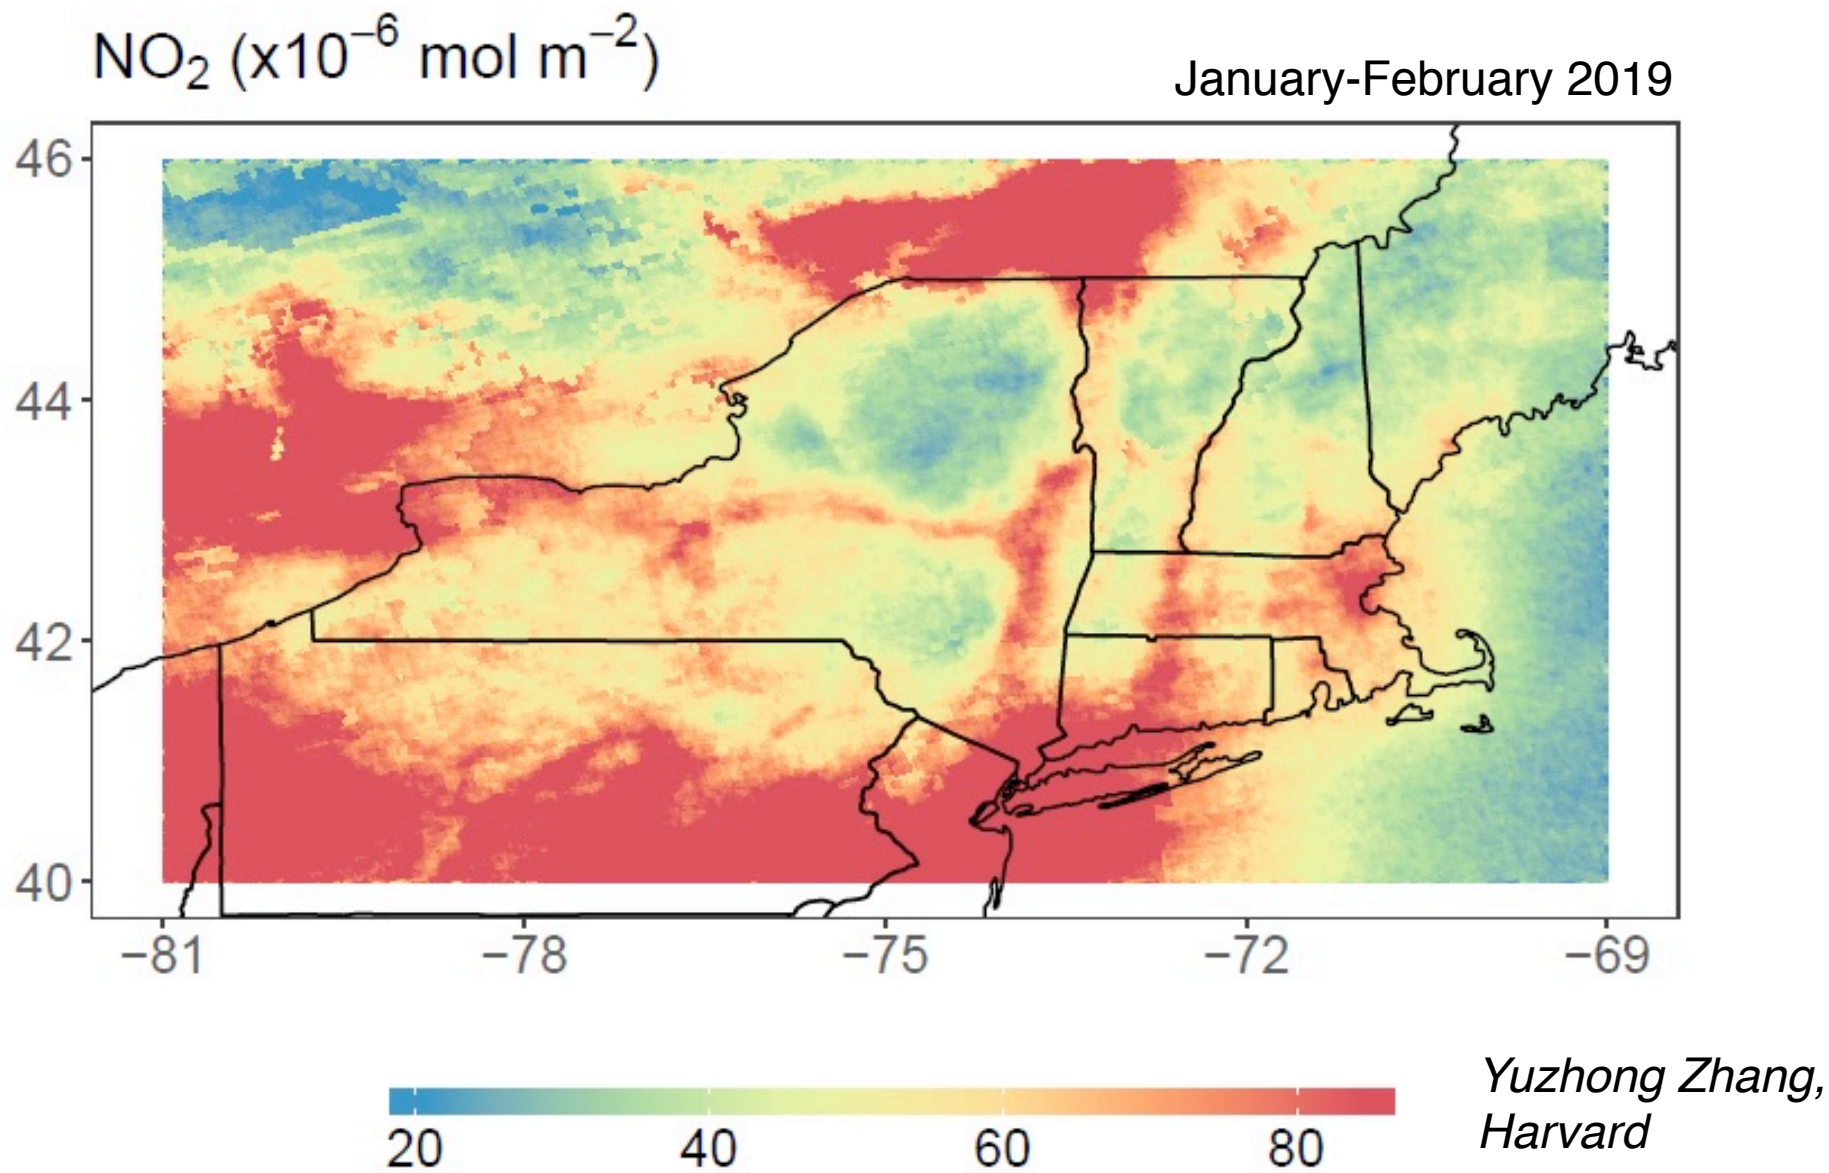 NO₂ (x10⁻⁶ mol m⁻²)
January-February 2019
46
44
42
40
−81 −78 −75 −72 −69
20 40 60 80
Yuzhong Zhang,
Harvard